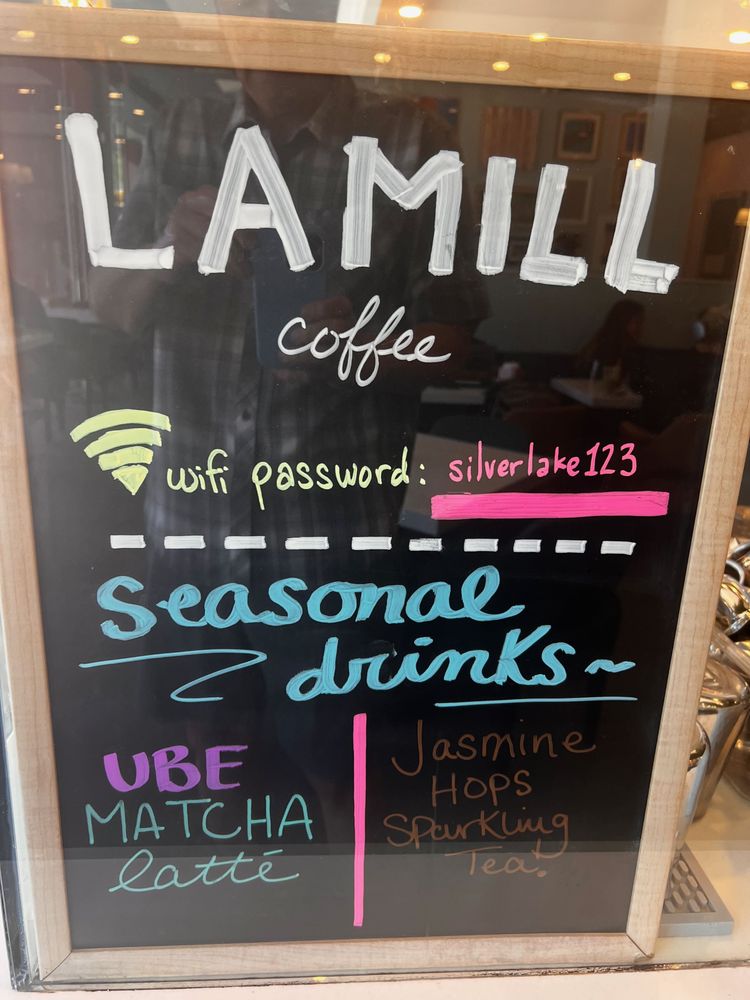 LAMILL
coffee
wifi password: silverlake123
Seasonal
drinks~
UBE
MATCHA
latté
Jasmine
HOPS
Sparkling
Tea!